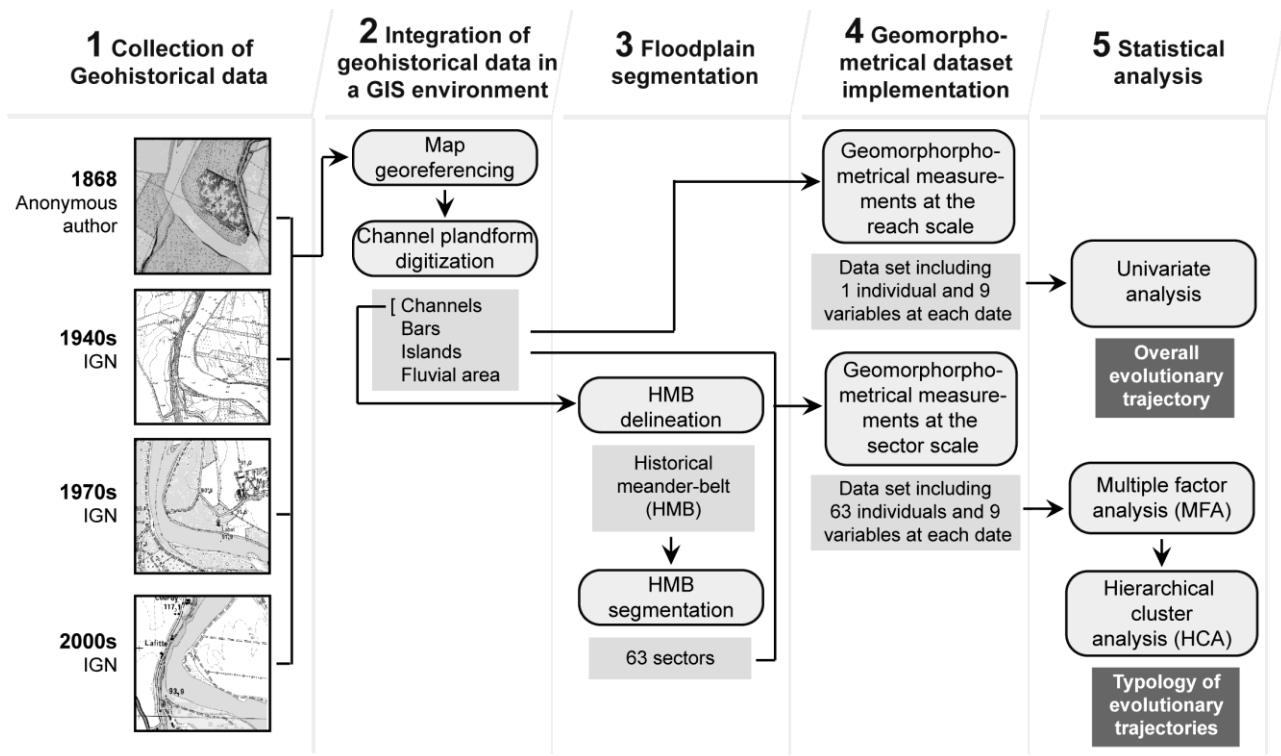 1 Collection of
Geohistorical data
2 Integration of
geohistorical data in
a GIS environment
3 Floodplain
segmentation
4 Geomorpho-
metrical dataset
implementation
5 Statistical
analysis
1868
Anonymous
author
1940s
IGN
1970s
IGN
2000s
IGN
Lafitte
117,1
93,9
Map
georeferencing
Channel plandform
digitization
[ Channels
Bars
Islands
Fluvial area
HMB
delineation
Historical
meander-belt
(HMB)
HMB
segmentation
63 sectors
Geomorphorpho-
metrical measure-
ments at the
reach scale
Data set including
1 individual and 9
variables at each date
Geomorphorpho-
metrical measure-
ments at the
sector scale
Data set including
63 individuals and 9
variables at each date
Univariate
analysis
Overall
evolutionary
trajectory
Multiple factor
analysis (MFA)
Hierarchical
cluster
analysis (HCA)
Typology of
evolutionary
trajectories